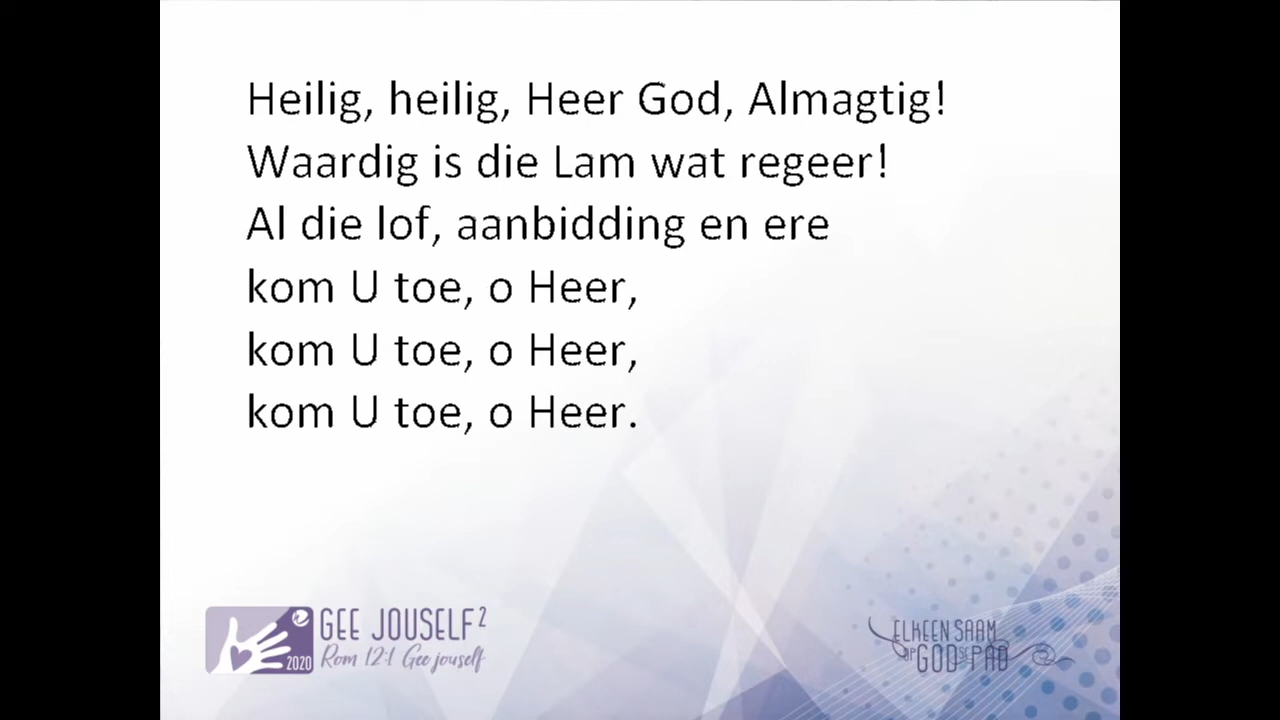 Heilig, heilig, Heer God, Almagtig!
Waardig is die Lam wat regeer!
Al die lof, aanbidding en ere
kom U toe, o Heer,
kom U toe, o Heer,
kom U toe, o Heer.
GEE JOUSELF²
Rom 12:1 Gee jouself
2020
ELKEEN SAAM
OP GOD SE PAD